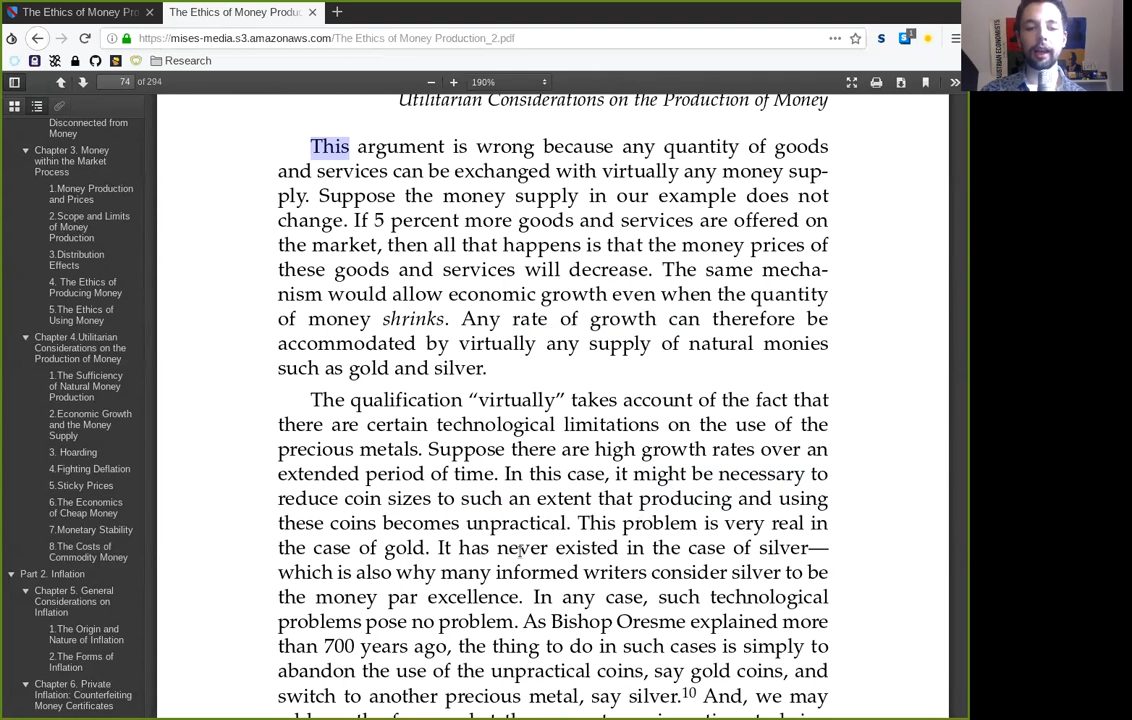 The Ethics of Money Pro
The Ethics of Money Produc
https://mises-media.s3.amazonaws.com/The Ethics of Money Production_2.pdf
S
1
Research
74 of 294
190%
Disconnected from
Money
Chapter 3. Money
within the Market
Process
1.Money Production
and Prices
2.Scope and Limits
of Money
Production
3.Distribution
Effects
4. The Ethics of
Producing Money
5.The Ethics of
Using Money
Chapter 4.Utilitarian
Considerations on the
Production of Money
1.The Sufficiency
of Natural Money
Production
2.Economic Growth
and the Money
Supply
3. Hoarding
4.Fighting Deflation
5.Sticky Prices
6.The Economics
of Cheap Money
7.Monetary Stability
8.The Costs of
Commodity Money
Part 2. Inflation
Chapter 5. General
Considerations on
Inflation
1.The Origin and
Nature of Inflation
2.The Forms of
Inflation
Chapter 6. Private
Inflation: Counterfeiting
Money Certificates
Utilitarian Considerations on the Production of Money
This argument is wrong because any quantity of goods
and services can be exchanged with virtually any money sup-
ply. Suppose the money supply in our example does not
change. If 5 percent more goods and services are offered on
the market, then all that happens is that the money prices of
these goods and services will decrease. The same mecha-
nism would allow economic growth even when the quantity
of money shrinks. Any rate of growth can therefore be
accommodated by virtually any supply of natural monies
such as gold and silver.
The qualification “virtually” takes account of the fact that
there are certain technological limitations on the use of the
precious metals. Suppose there are high growth rates over an
extended period of time. In this case, it might be necessary to
reduce coin sizes to such an extent that producing and using
these coins becomes unpractical. This problem is very real in
the case of gold. It has never existed in the case of silver—
which is also why many informed writers consider silver to be
the money par excellence. In any case, such technological
problems pose no problem. As Bishop Oresme explained more
than 700 years ago, the thing to do in such cases is simply to
abandon the use of the unpractical coins, say gold coins, and
switch to another precious metal, say silver.10 And, we may
AUSTRIAN ECONOMISTS